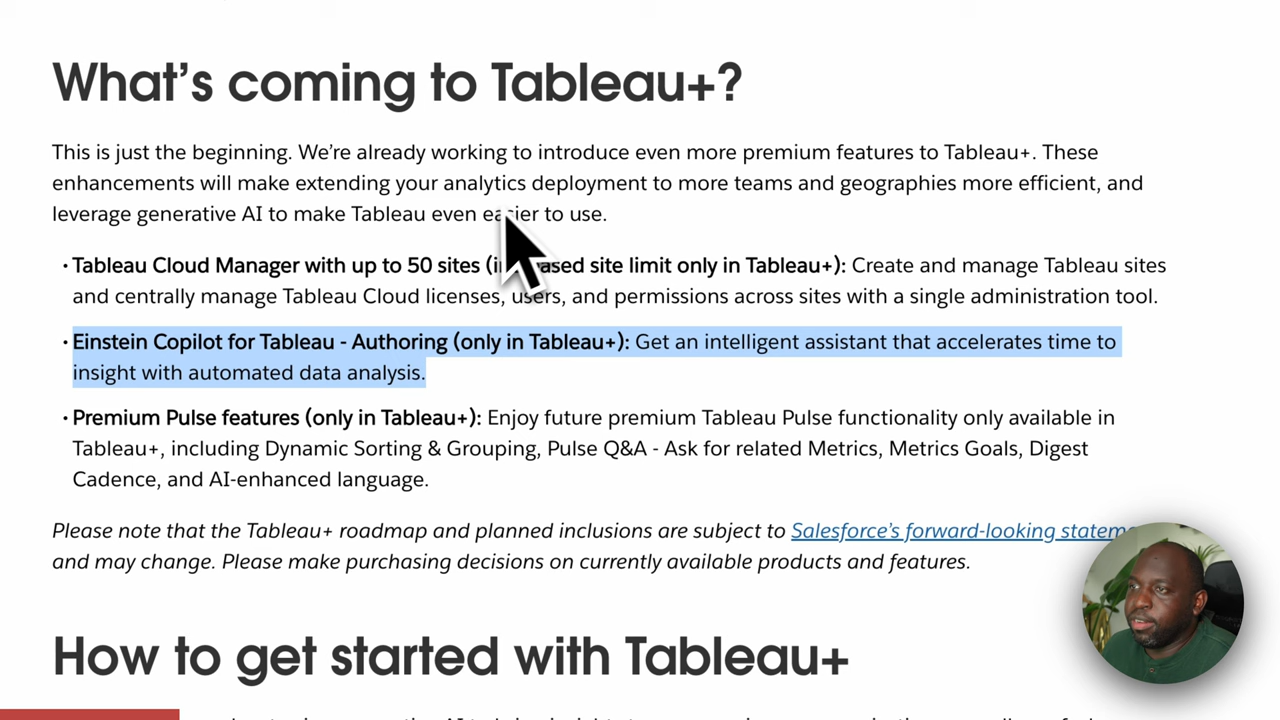 What's coming to Tableau+?
This is just the beginning. We're already working to introduce even more premium features to Tableau+. These
enhancements will make extending your analytics deployment to more teams and geographies more efficient, and
leverage generative AI to make Tableau even easier to use.
• Tableau Cloud Manager with up to 50 sites (increased site limit only in Tableau+): Create and manage Tableau sites
and centrally manage Tableau Cloud licenses, users, and permissions across sites with a single administration tool.
• Einstein Copilot for Tableau - Authoring (only in Tableau+): Get an intelligent assistant that accelerates time to
insight with automated data analysis.
• Premium Pulse features (only in Tableau+): Enjoy future premium Tableau Pulse functionality only available in
Tableau+, including Dynamic Sorting & Grouping, Pulse Q&A - Ask for related Metrics, Metrics Goals, Digest
Cadence, and AI-enhanced language.
Please note that the Tableau+ roadmap and planned inclusions are subject to Salesforce's forward-looking
and may change. Please make purchasing decisions on currently available products and features.
How to get started with Tableau+